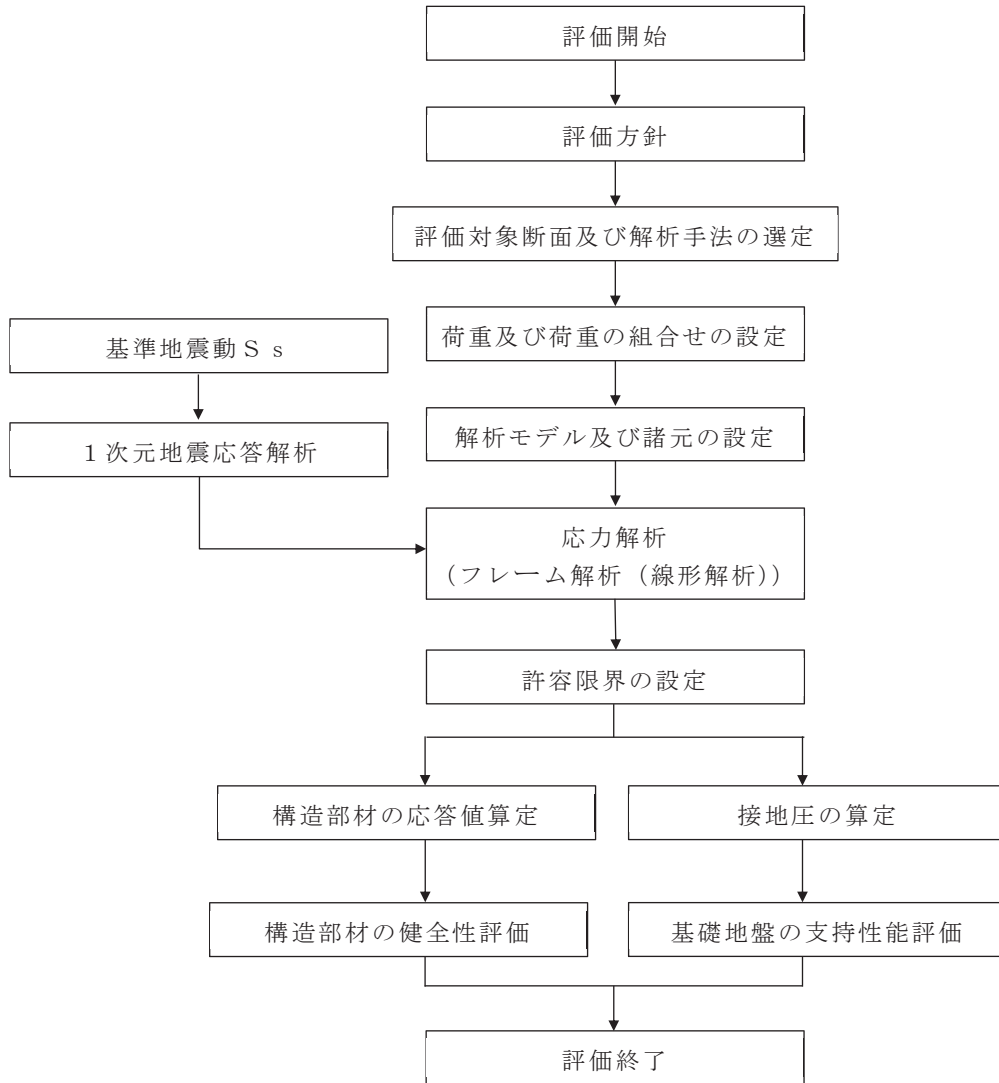 評価開始
評価方針
評価対象断面及び解析手法の選定
荷重及び荷重の組合せの設定
基準地震動Ｓｓ
解析モデル及び諸元の設定
１次元地震応答解析
応力解析
（フレーム解析（線形解析））
許容限界の設定
構造部材の応答値算定
接地圧の算定
構造部材の健全性評価
基礎地盤の支持性能評価
評価終了